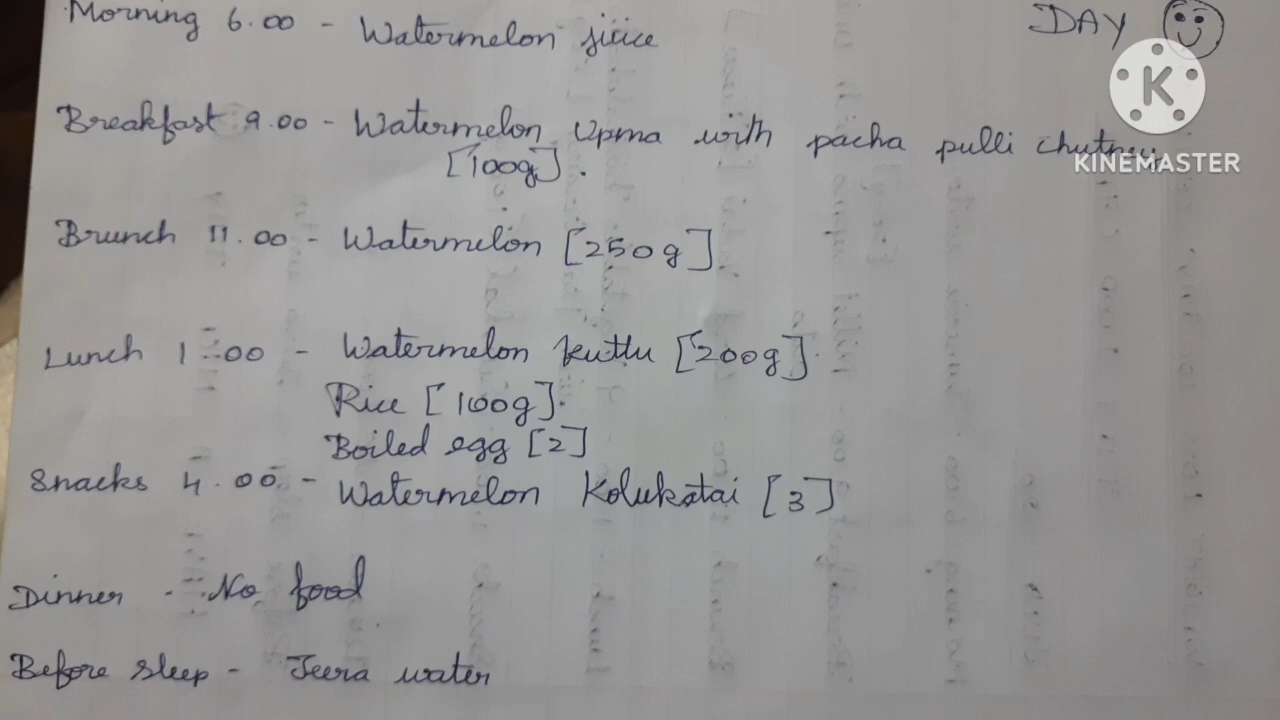 Morning 6.00 - Watermelon juice
DAY
Breakfast 9.00 - Watermelon Upma with pacha pulli chutney
[100g].
KINEMASTER
Brunch 11.00 - Watermelon [250g]
Lunch 1.00 - Watermelon kuttu [200g]
Rice [100g].
Boiled egg [2]
Snacks 4.00 - Watermelon Kolukatai [3]
Dinner - No food
Before sleep - Jeera water